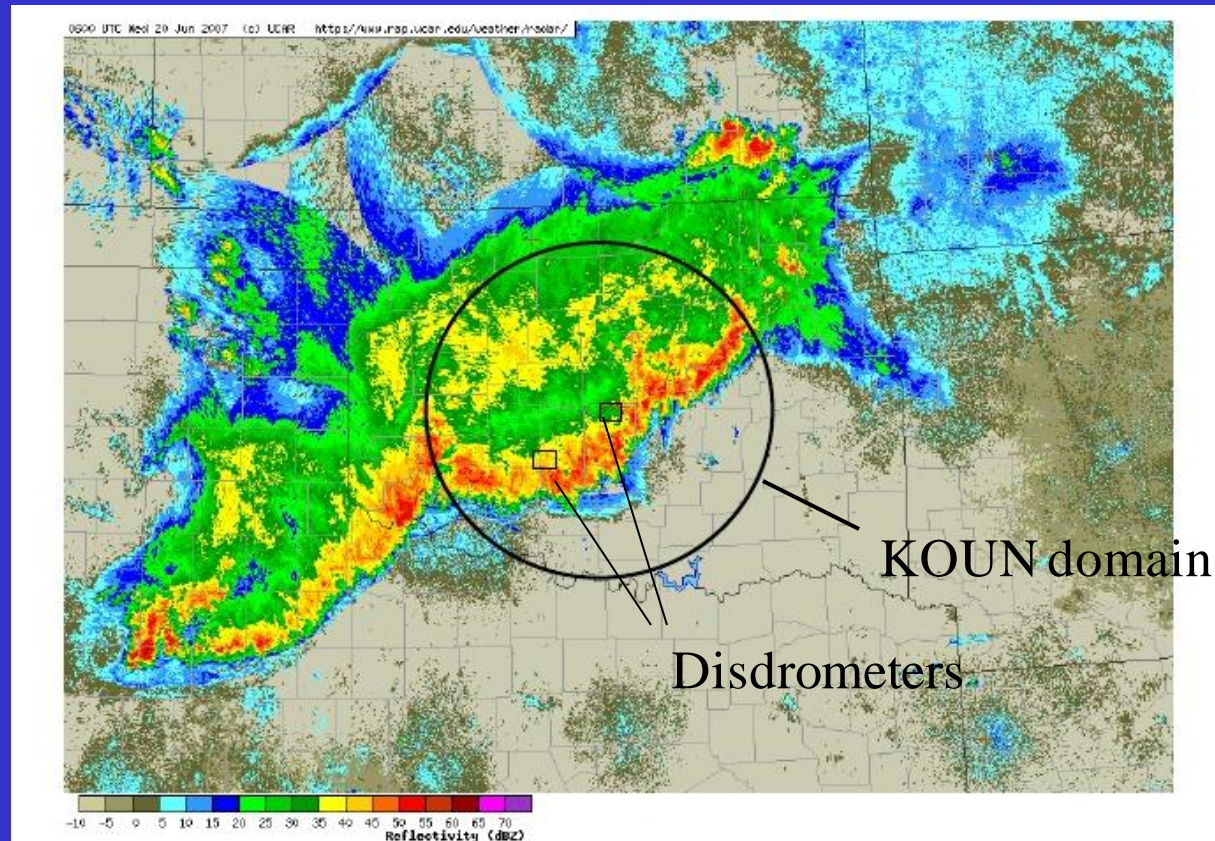 0600 UTC Wed 20 Jun 2007 (c) UCAR https://www.rap.ucar.edu/weather/radar/
KOUN domain
Disdrometers
-10 -5 0 5 10 15 20 25 30 35 40 45 50 55 60 65 70
Reflectivity (dBZ)